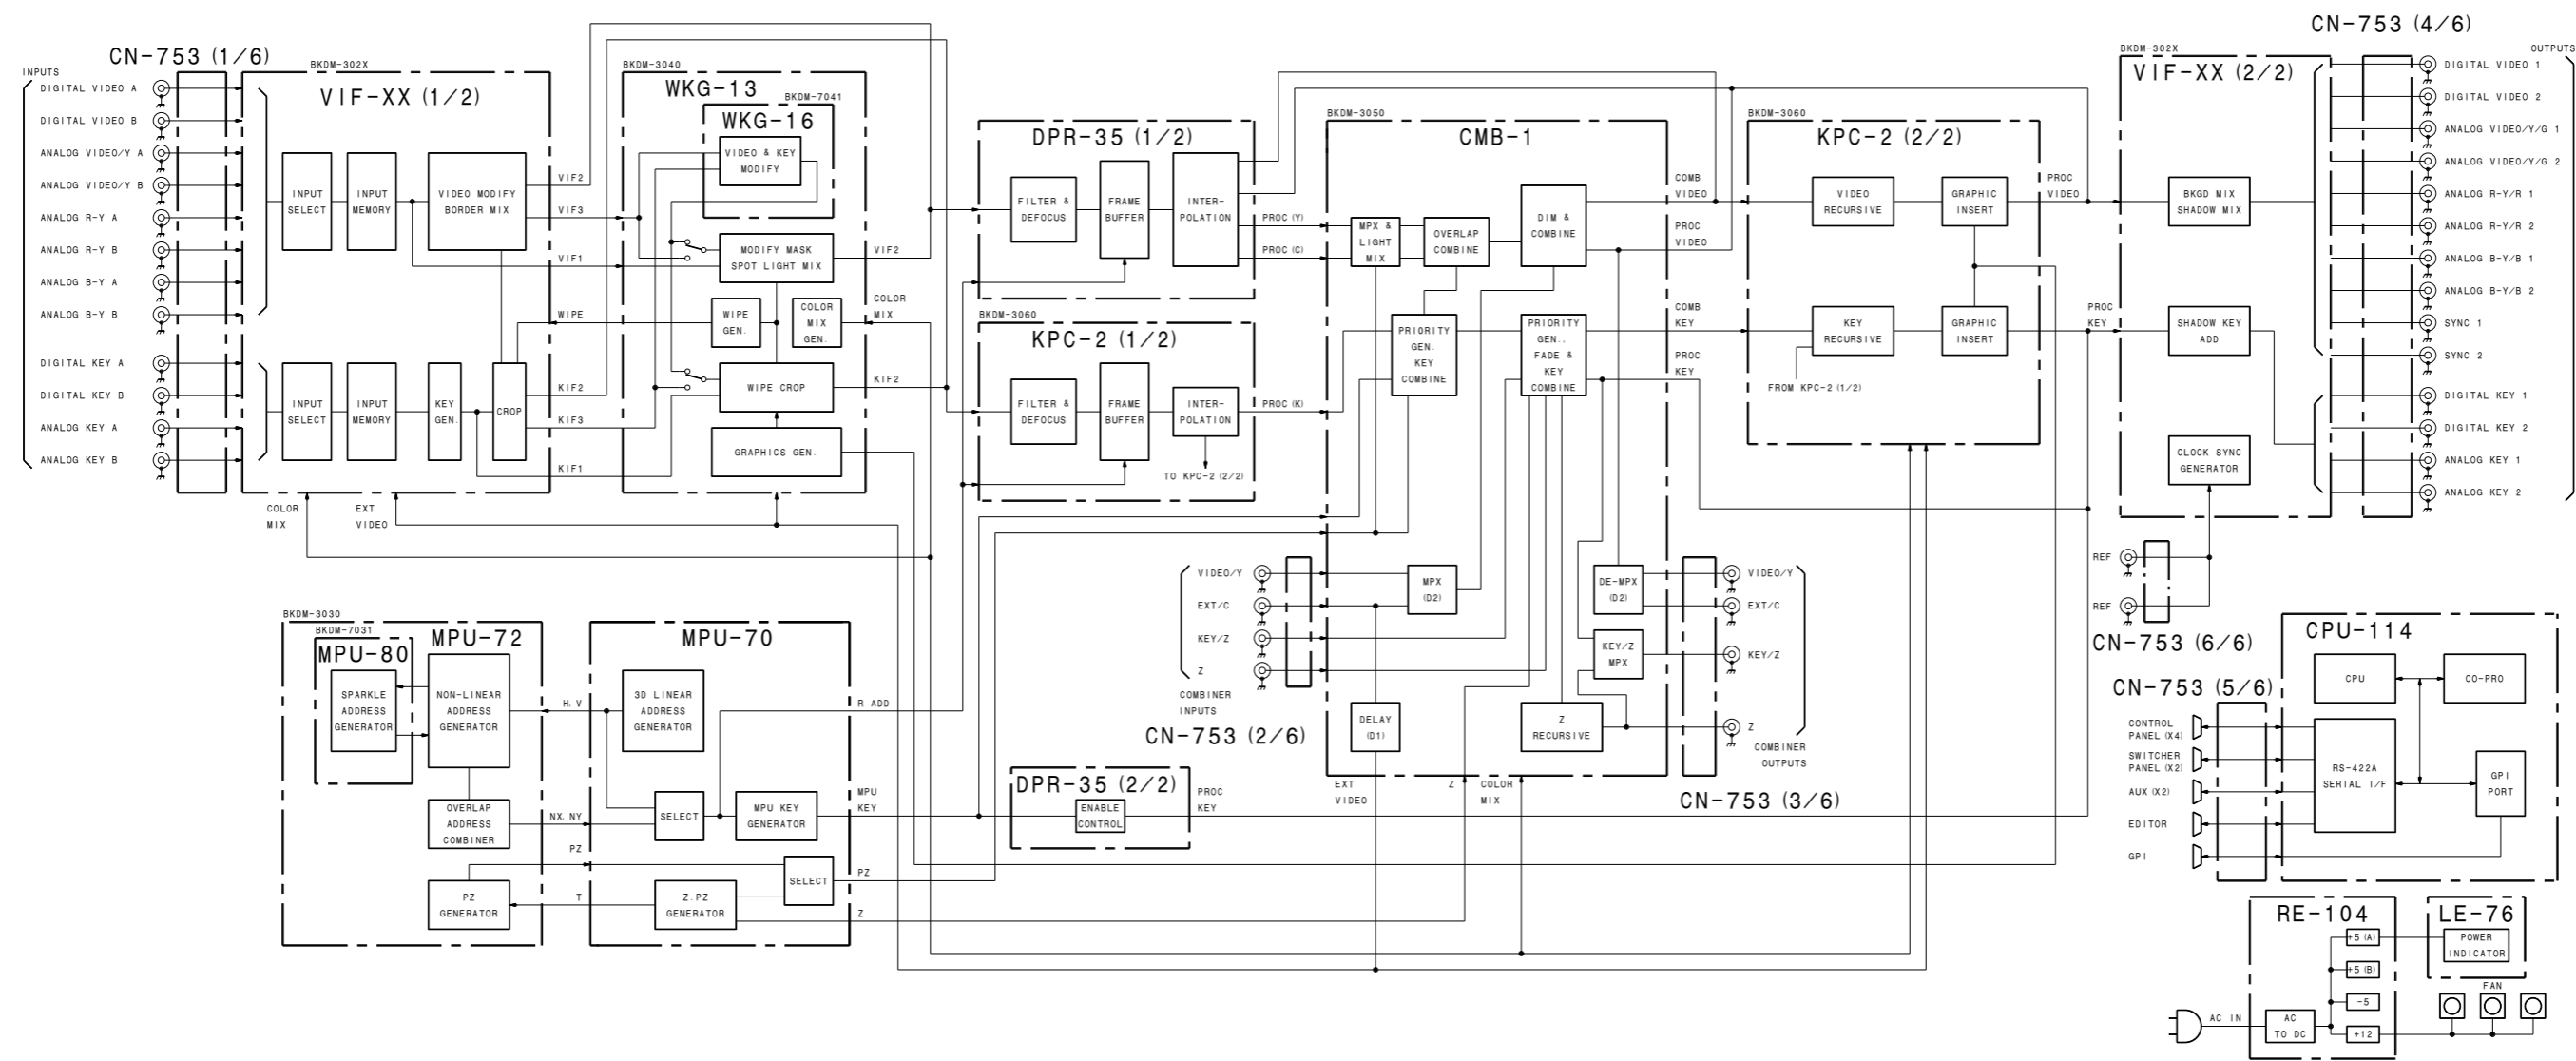 CN-753 (1/6)
INPUTS
DIGITAL VIDEO A
DIGITAL VIDEO B
ANALOG VIDEO/Y A
ANALOG VIDEO/Y B
ANALOG R-Y A
ANALOG R-Y B
ANALOG B-Y A
ANALOG B-Y B
DIGITAL KEY A
DIGITAL KEY B
ANALOG KEY A
ANALOG KEY B
BKDM-302X
VIF-XX (1/2)
INPUT
SELECT
INPUT
MEMORY
VIDEO MODIFY
BORDER MIX
INPUT
SELECT
INPUT
MEMORY
KEY
GEN.
CROP
COLOR
MIX
EXT
VIDEO
VIF2
VIF3
VIF1
WIPE
KIF2
KIF3
KIF1
BKDM-3040
WKG-13
BKDM-7041
WKG-16
VIDEO & KEY
MODIFY
MODIFY MASK
SPOT LIGHT MIX
WIPE
GEN.
COLOR
MIX
GEN.
WIPE CROP
GRAPHICS GEN.
VIF2
COLOR
MIX
KIF2
DPR-35 (1/2)
FILTER &
DEFOCUS
FRAME
BUFFER
INTER-
POLATION
PROC (Y)
PROC (C)
BKDM-3060
KPC-2 (1/2)
FILTER &
DEFOCUS
FRAME
BUFFER
INTER-
POLATION
PROC (K)
TO KPC-2 (2/2)
BKDM-3050
CMB-1
MPX &
LIGHT
MIX
OVERLAP
COMBINE
DIM &
COMBINE
PRIORITY
GEN.
KEY
COMBINE
PRIORITY
GEN.,
FADE &
KEY
COMBINE
MPX
(D2)
DE-MPX
(D2)
KEY/Z
MPX
DELAY
(D1)
Z
RECURSIVE
COMB
VIDEO
PROC
VIDEO
COMB
KEY
PROC
KEY
VIDEO/Y
EXT/C
KEY/Z
Z
COMBINER
INPUTS
CN-753 (2/6)
VIDEO/Y
EXT/C
KEY/Z
Z
COMBINER
OUTPUTS
CN-753 (3/6)
EXT
VIDEO
Z
COLOR
MIX
BKDM-3060
KPC-2 (2/2)
VIDEO
RECURSIVE
GRAPHIC
INSERT
KEY
RECURSIVE
GRAPHIC
INSERT
FROM KPC-2 (1/2)
PROC
VIDEO
PROC
KEY
CN-753 (4/6)
BKDM-302X
VIF-XX (2/2)
BKGD MIX
SHADOW MIX
SHADOW KEY
ADD
CLOCK SYNC
GENERATOR
OUTPUTS
DIGITAL VIDEO 1
DIGITAL VIDEO 2
ANALOG VIDEO/Y/G 1
ANALOG VIDEO/Y/G 2
ANALOG R-Y/R 1
ANALOG R-Y/R 2
ANALOG B-Y/B 1
ANALOG B-Y/B 2
SYNC 1
SYNC 2
DIGITAL KEY 1
DIGITAL KEY 2
ANALOG KEY 1
ANALOG KEY 2
REF
REF
CN-753 (6/6)
BKDM-3030
BKDM-7031
MPU-80
MPU-72
SPARKLE
ADDRESS
GENERATOR
NON-LINEAR
ADDRESS
GENERATOR
OVERLAP
ADDRESS
COMBINER
PZ
GENERATOR
H.V
NX.NY
PZ
T
MPU-70
3D LINEAR
ADDRESS
GENERATOR
SELECT
MPU KEY
GENERATOR
SELECT
Z.PZ
GENERATOR
R ADD
MPU
KEY
PZ
Z
DPR-35 (2/2)
ENABLE
CONTROL
PROC
KEY
CPU-114
CPU
CO-PRO
RS-422A
SERIAL I/F
GPI
PORT
CN-753 (5/6)
CONTROL
PANEL (X4)
SWITCHER
PANEL (X2)
AUX (X2)
EDITOR
GPI
RE-104
AC IN
AC
TO DC
+5 (A)
+5 (B)
-5
+12
LE-76
POWER
INDICATOR
FAN